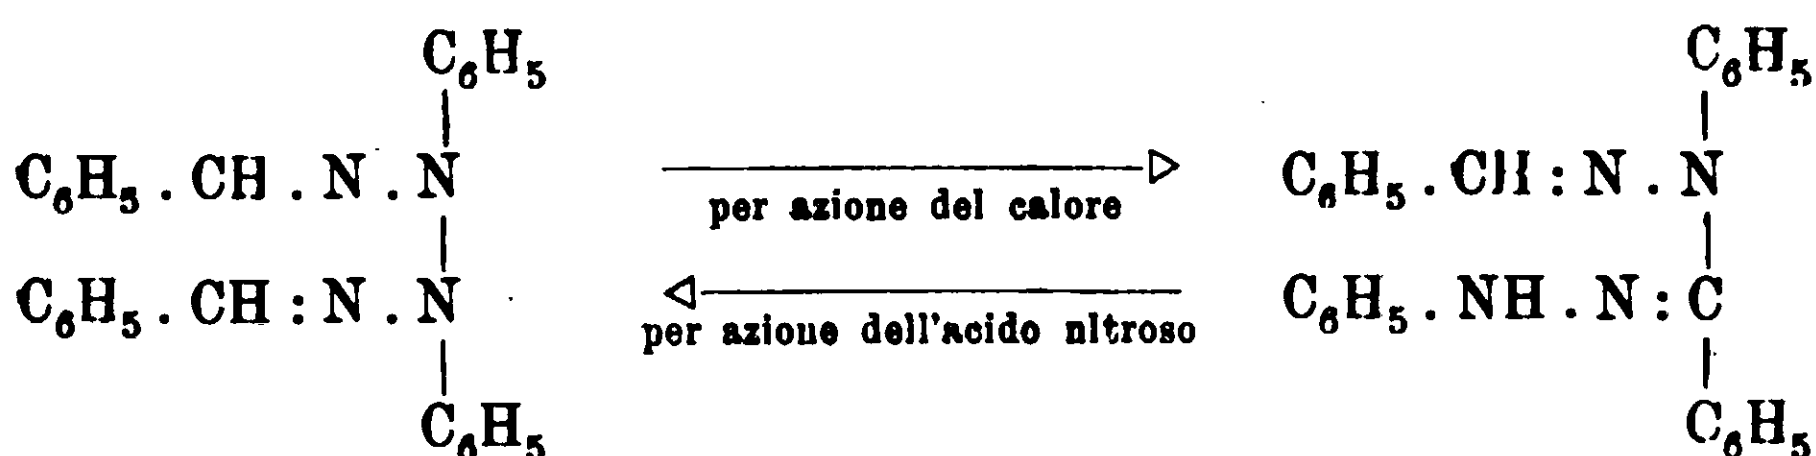 C₆H₅ C₆H₅
C₆H₅ . CH . N . N per azione del calore C₆H₅ . CH : N . N
C₆H₅ . CH : N . N per azione dell'acido nitroso C₆H₅ . NH . N : C
C₆H₅ C₆H₅